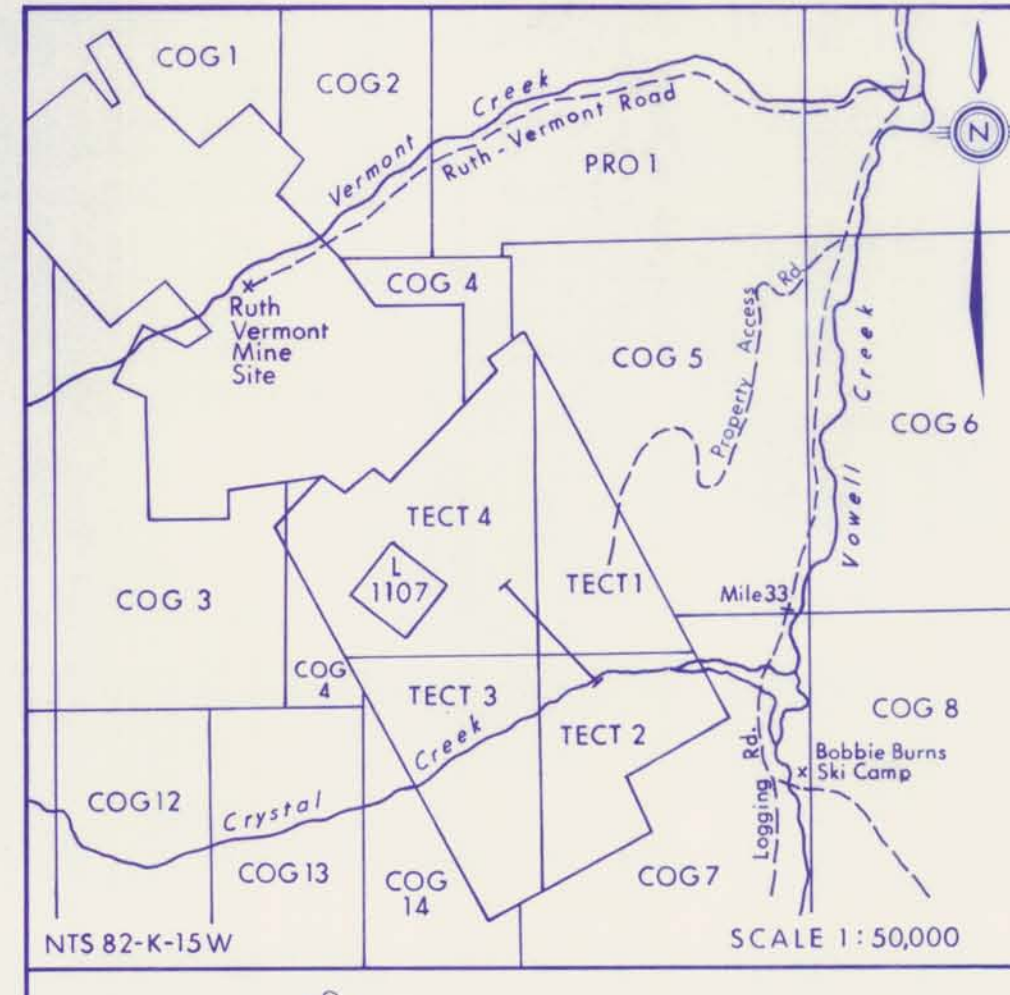 COG 1
COG 2
Vermont Creek
Ruth - Vermont Road
N
PRO 1
Ruth
Vermont
Mine
Site
COG 4
Property Access Rd.
COG 5
Vowell Creek
COG 6
TECT 4
L
1107
TECT 1
COG 3
Mile 33
COG
4
TECT 3
TECT 2
COG 8
Crystal Creek
Logging Rd.
Bobbie Burns
Ski Camp
COG 12
COG 13
COG
14
COG 7
NTS 82-K-15W
SCALE 1:50,000